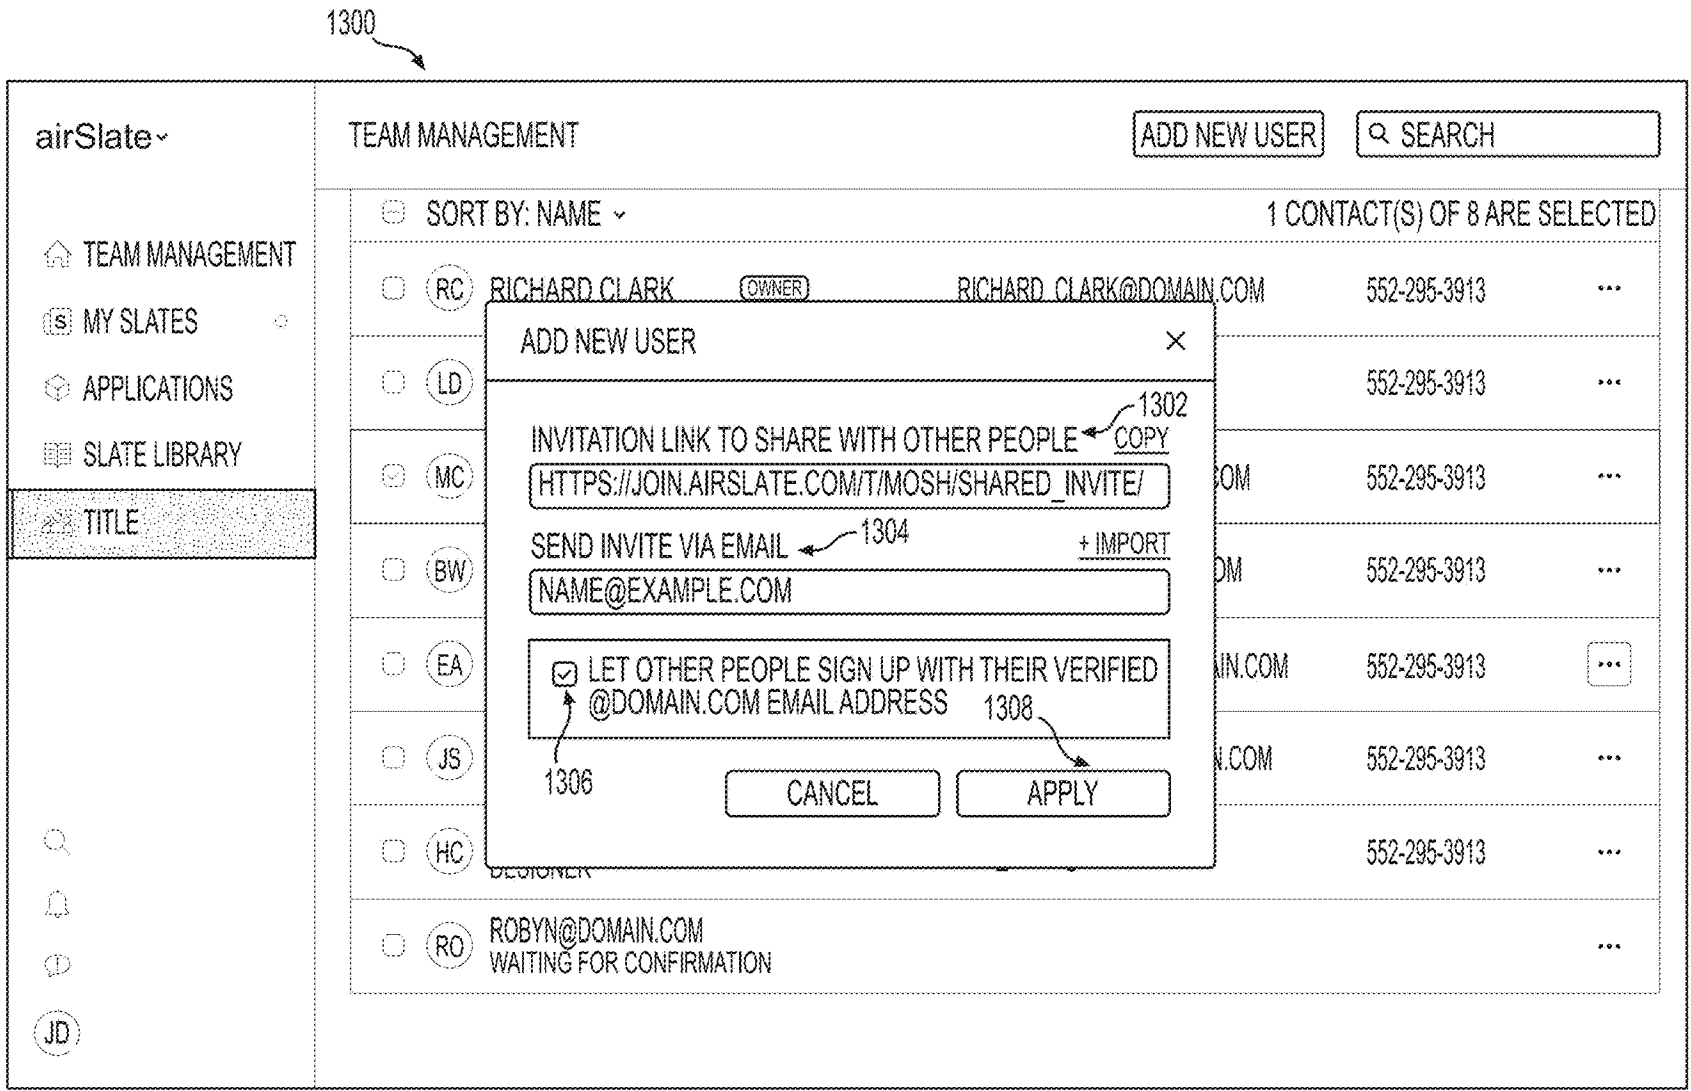 1300
airSlate
TEAM MANAGEMENT
ADD NEW USER
SEARCH
TEAM MANAGEMENT
S MY SLATES
APPLICATIONS
SLATE LIBRARY
TITLE
JD
SORT BY: NAME
1 CONTACT(S) OF 8 ARE SELECTED
RC RICHARD CLARK OWNER RICHARD_CLARK@DOMAIN.COM 552-295-3913 ...
LD 552-295-3913 ...
MC COM 552-295-3913 ...
BW OM 552-295-3913 ...
EA AIN.COM 552-295-3913 ...
JS N.COM 552-295-3913 ...
HC 552-295-3913 ...
DESIGNER
RO ROBYN@DOMAIN.COM ...
WAITING FOR CONFIRMATION
ADD NEW USER
1302
INVITATION LINK TO SHARE WITH OTHER PEOPLE COPY
HTTPS://JOIN.AIRSLATE.COM/T/MOSH/SHARED_INVITE/
1304
SEND INVITE VIA EMAIL + IMPORT
NAME@EXAMPLE.COM
LET OTHER PEOPLE SIGN UP WITH THEIR VERIFIED
@DOMAIN.COM EMAIL ADDRESS
1308
1306
CANCEL APPLY